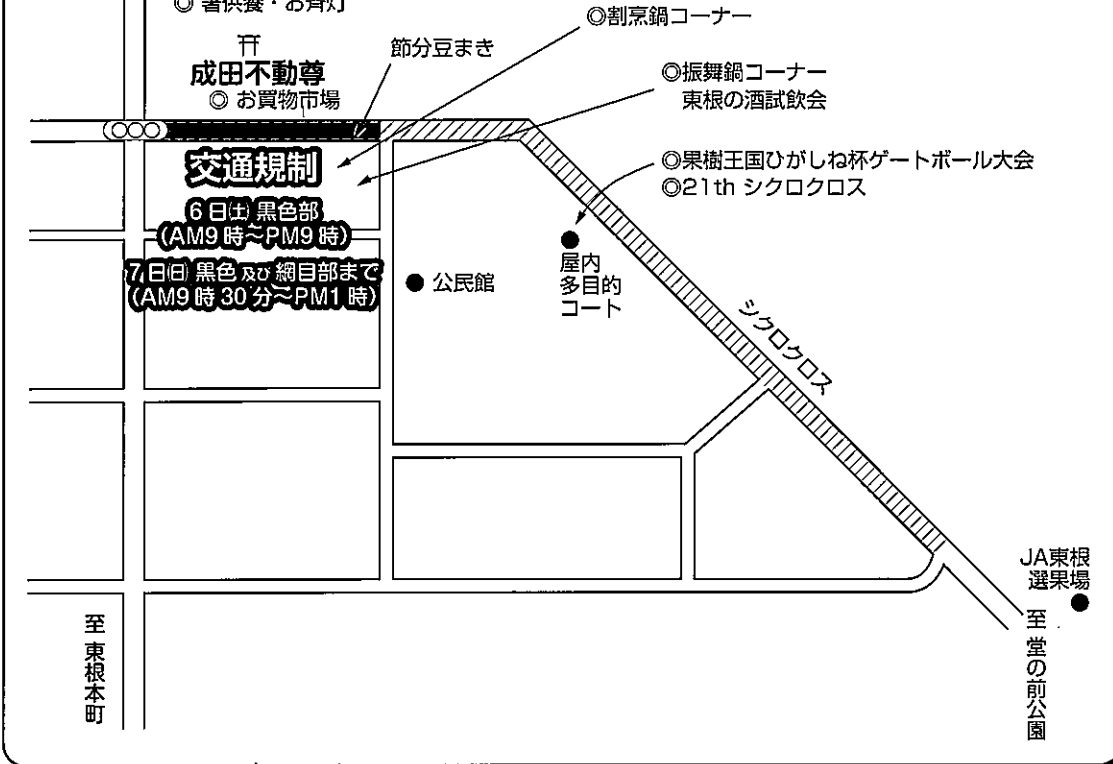 ◎ 箸供養・お斉灯
◎割烹鍋コーナー
節分豆まき
成田不動尊
◎ お買物市場
◎振舞鍋コーナー
東根の酒試飲会
交通規制
6日㈯ 黒色部
(AM9時〜PM9時)
7日㈰ 黒色及び網目部まで
(AM9時30分〜PM1時)
◎果樹王国ひがしね杯ゲートボール大会
◎21th シクロクロス
屋内
多目的
コート
公民館
シクロクロス
JA東根
選果場
至 東根本町
至 堂の前公園